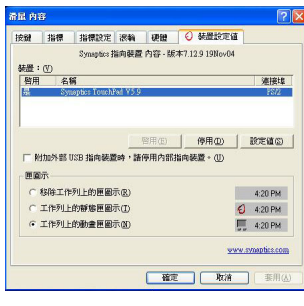 滑鼠 內容
按鍵 指標 指標設定 滾輪 硬體 裝置設定值
Synaptics 指向裝置 內容 - 版本7.12.9 19Nov04
裝置：(V)
啓用 名稱 連接埠
Synaptics TouchPad V5.9 PS/2
啓用(E) 停用(D) 設定值(S)
附加外部 USB 指向裝置時，請停用內部指向裝置。(U)
匣圖示
移除工作列上的匣圖示(R) 4:20 PM
工作列上的靜態匣圖示(T) 4:20 PM
工作列上的動畫匣圖示(N) 4:20 PM
www.synaptics.com
確定 取消 套用(A)